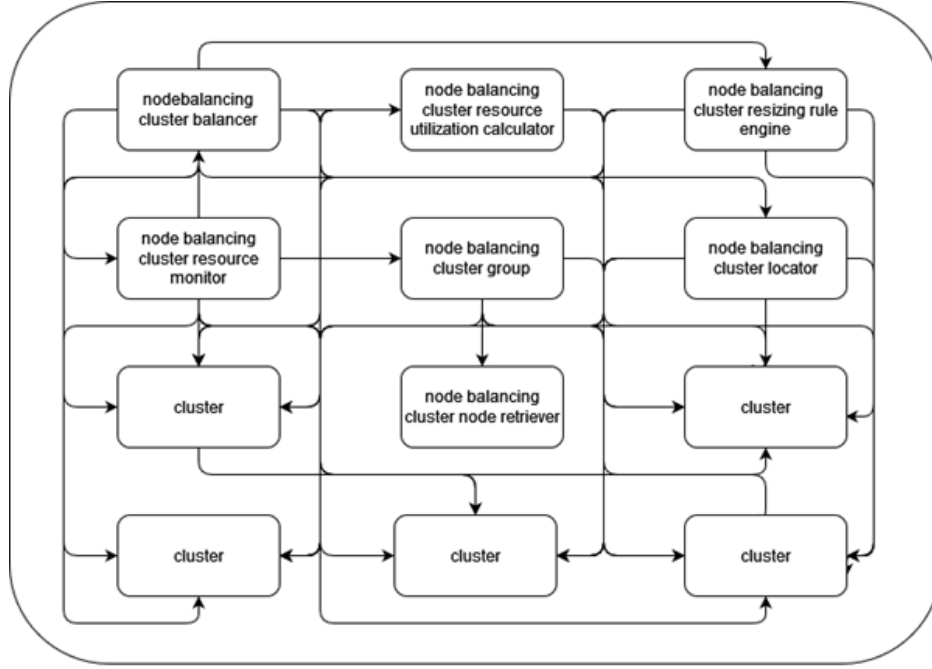 nodebalancing
cluster balancer
node balancing
cluster resource
utilization calculator
node balancing
cluster resizing rule
engine
node balancing
cluster resource
monitor
node balancing
cluster group
node balancing
cluster locator
cluster
node balancing
cluster node retriever
cluster
cluster
cluster
cluster